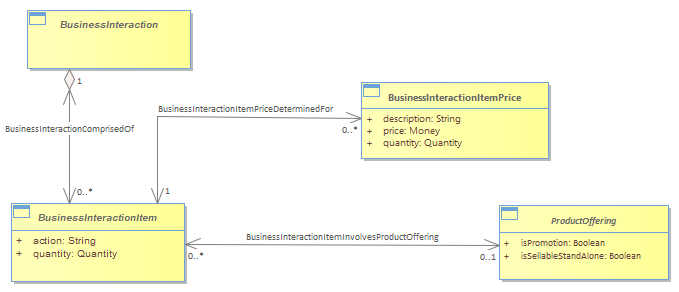 BusinessInteraction
1
BusinessInteractionItemPrice
BusinessInteractionItemPriceDeterminedFor
+ description: String
BusinessInteractionComprisedOf
0..*
+ price: Money
+ quantity: Quantity
0..*
/1
BusinessInteractionItem
ProductOffering
+ action: String
BusinessInteractionItemInvolvesProductOffering
+ isPromotion: Boolean
+ quantity: Quantity
0..*
0..1
+ isSellableStandAlone: Boolean